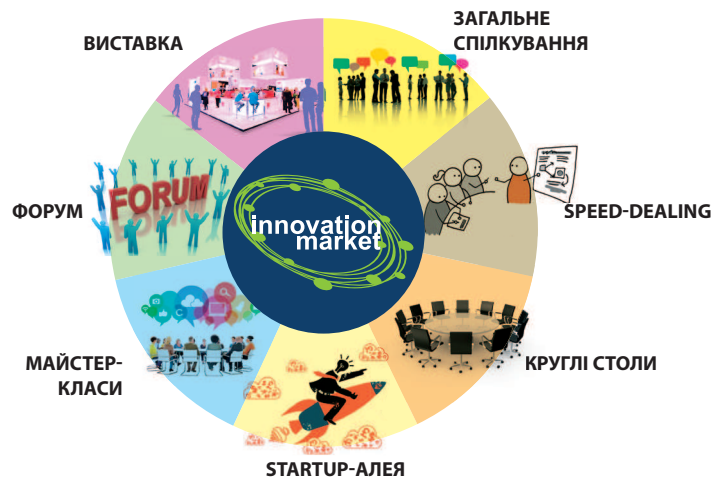 ВИСТАВКА
ЗАГАЛЬНЕ
СПІЛКУВАННЯ
ФОРУМ
FORUM
innovation
market
SPEED-DEALING
МАЙСТЕР-
КЛАСИ
КРУГЛІ СТОЛИ
STARTUP-АЛЕЯ